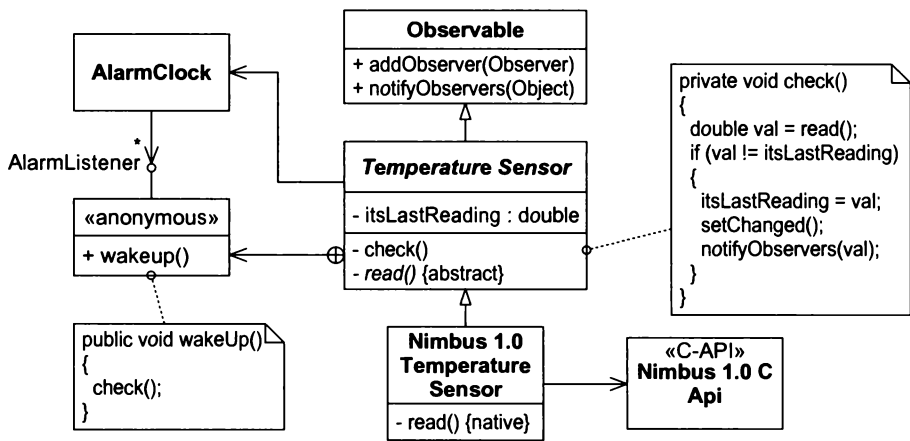 Observable
+ addObserver(Observer)
+ notifyObservers(Object)
AlarmClock
*
AlarmListener
«anonymous»
+ wakeup()
public void wakeUp()
{
check();
}
Temperature Sensor
- itsLastReading : double
- check()
- read() {abstract}
private void check()
{
double val = read();
if (val != itsLastReading)
{
itsLastReading = val;
setChanged();
notifyObservers(val);
}
}
Nimbus 1.0
Temperature
Sensor
- read() {native}
«C-API»
Nimbus 1.0 C
Api